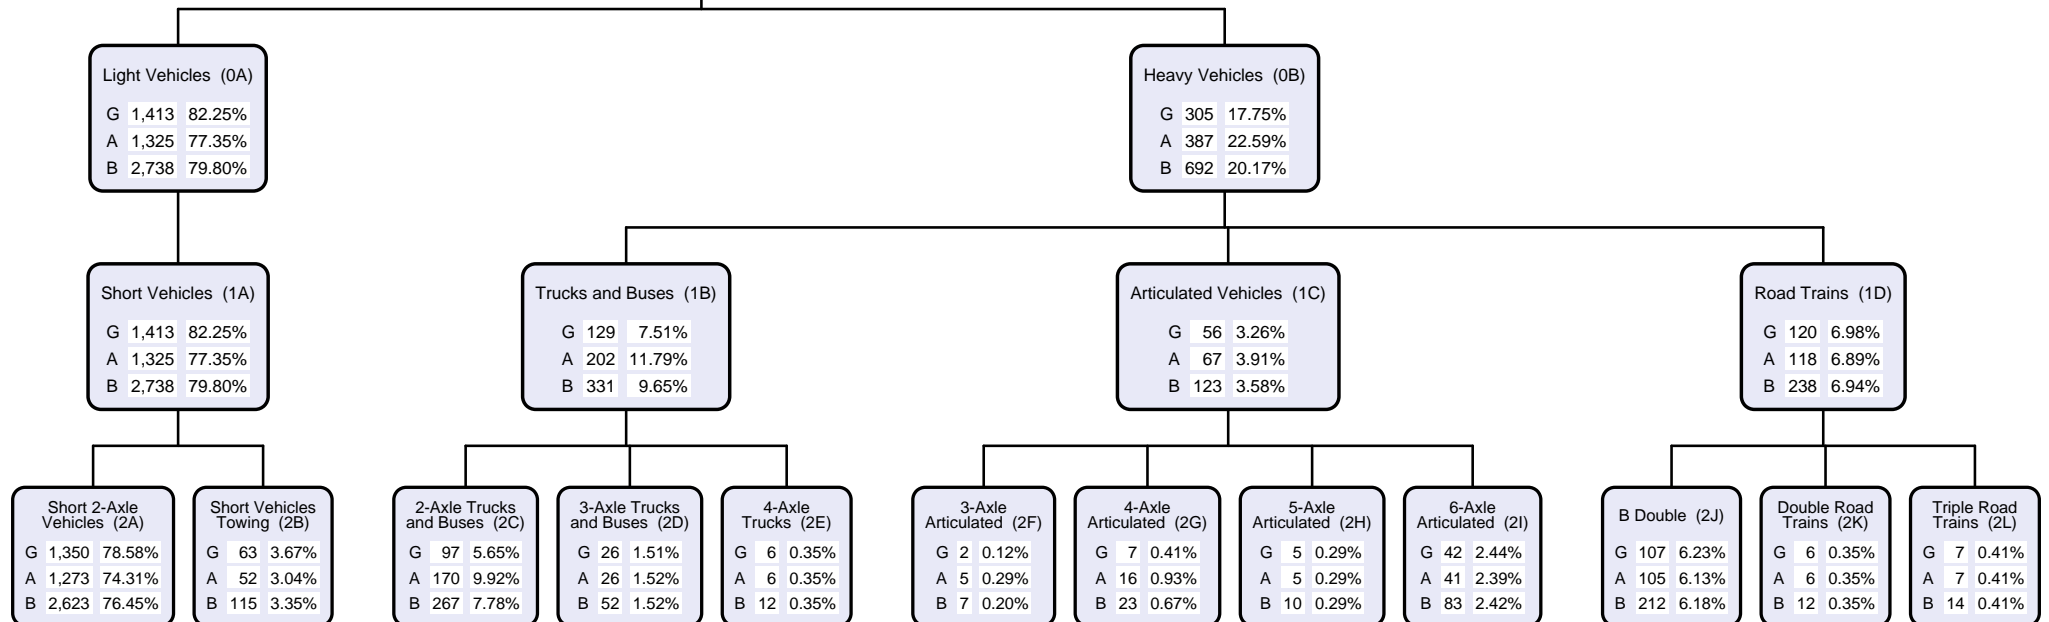 Light Vehicles (0A)
G 1,413 82.25%
A 1,325 77.35%
B 2,738 79.80%
Heavy Vehicles (0B)
G 305 17.75%
A 387 22.59%
B 692 20.17%
Short Vehicles (1A)
G 1,413 82.25%
A 1,325 77.35%
B 2,738 79.80%
Trucks and Buses (1B)
G 129 7.51%
A 202 11.79%
B 331 9.65%
Articulated Vehicles (1C)
G 56 3.26%
A 67 3.91%
B 123 3.58%
Road Trains (1D)
G 120 6.98%
A 118 6.89%
B 238 6.94%
Short 2-Axle
Vehicles (2A)
G 1,350 78.58%
A 1,273 74.31%
B 2,623 76.45%
Short Vehicles
Towing (2B)
G 63 3.67%
A 52 3.04%
B 115 3.35%
2-Axle Trucks
and Buses (2C)
G 97 5.65%
A 170 9.92%
B 267 7.78%
3-Axle Trucks
and Buses (2D)
G 26 1.51%
A 26 1.52%
B 52 1.52%
4-Axle
Trucks (2E)
G 6 0.35%
A 6 0.35%
B 12 0.35%
3-Axle
Articulated (2F)
G 2 0.12%
A 5 0.29%
B 7 0.20%
4-Axle
Articulated (2G)
G 7 0.41%
A 16 0.93%
B 23 0.67%
5-Axle
Articulated (2H)
G 5 0.29%
A 5 0.29%
B 10 0.29%
6-Axle
Articulated (2I)
G 42 2.44%
A 41 2.39%
B 83 2.42%
B Double (2J)
G 107 6.23%
A 105 6.13%
B 212 6.18%
Double Road
Trains (2K)
G 6 0.35%
A 6 0.35%
B 12 0.35%
Triple Road
Trains (2L)
G 7 0.41%
A 7 0.41%
B 14 0.41%